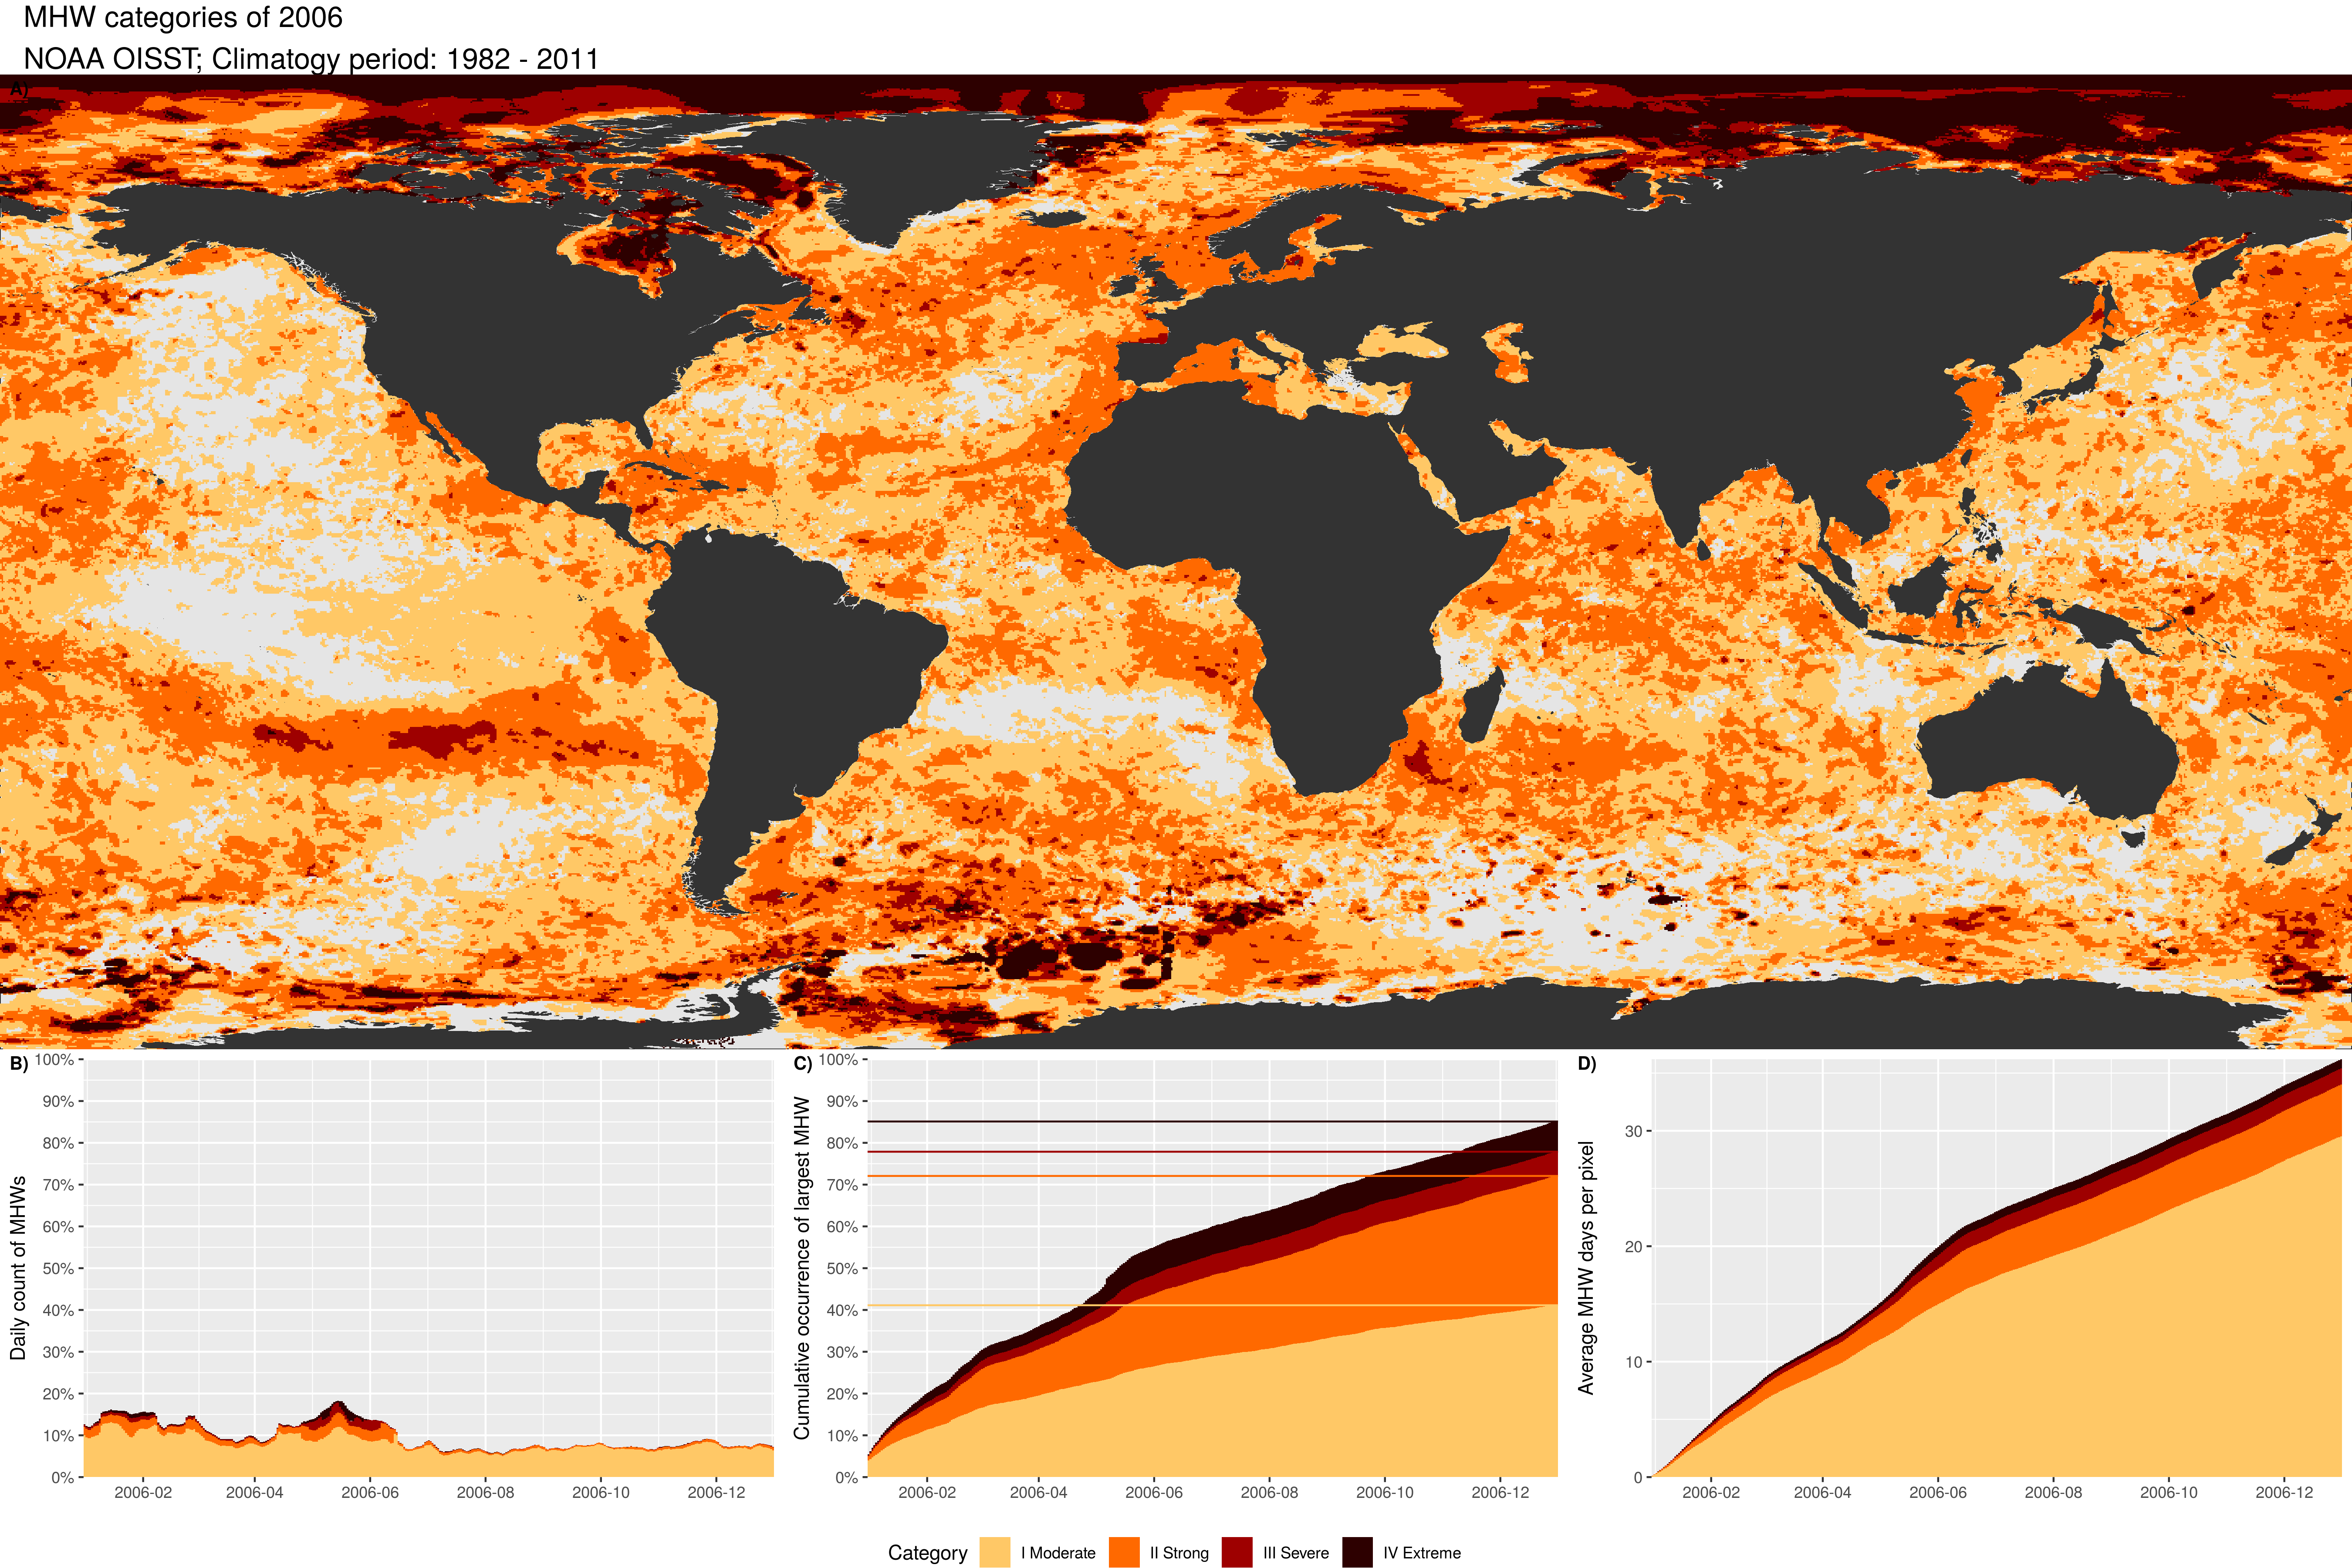 MHW categories of 2006
NOAA OISST; Climatogy period: 1982 - 2011
A)
B)
Daily count of MHWs
100%
90%
80%
70%
60%
50%
40%
30%
20%
10%
0%
2006-02 2006-04 2006-06 2006-08 2006-10 2006-12
C)
Cumulative occurrence of largest MHW
100%
90%
80%
70%
60%
50%
40%
30%
20%
10%
0%
2006-02 2006-04 2006-06 2006-08 2006-10 2006-12
D)
Average MHW days per pixel
30
20
10
0
2006-02 2006-04 2006-06 2006-08 2006-10 2006-12
Category I Moderate II Strong III Severe IV Extreme